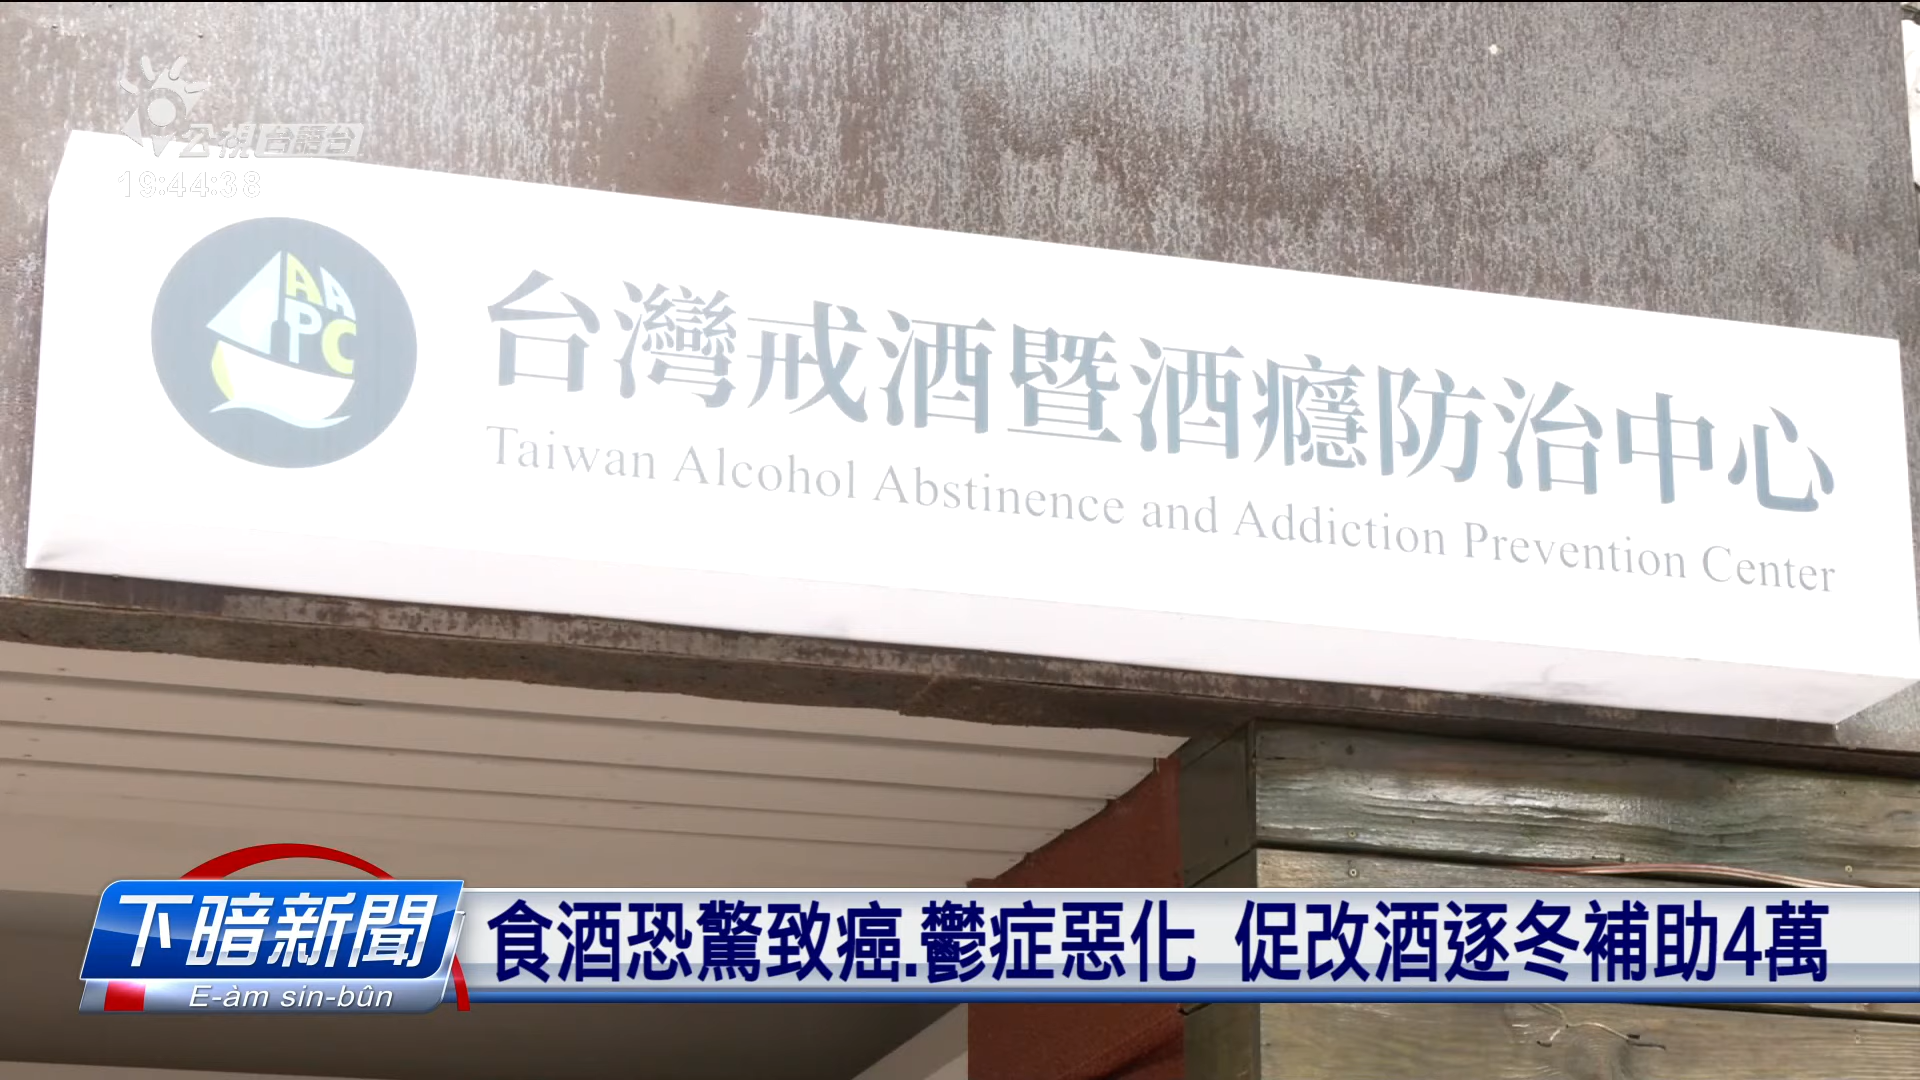 公視台語台
19:44:38
AA
PC
台灣戒酒暨酒癮防治中心
Taiwan Alcohol Abstinence and Addiction Prevention Center
下暗新聞
E-àm sin-bûn
食酒恐驚致癌.鬱症惡化 促改酒逐冬補助4萬